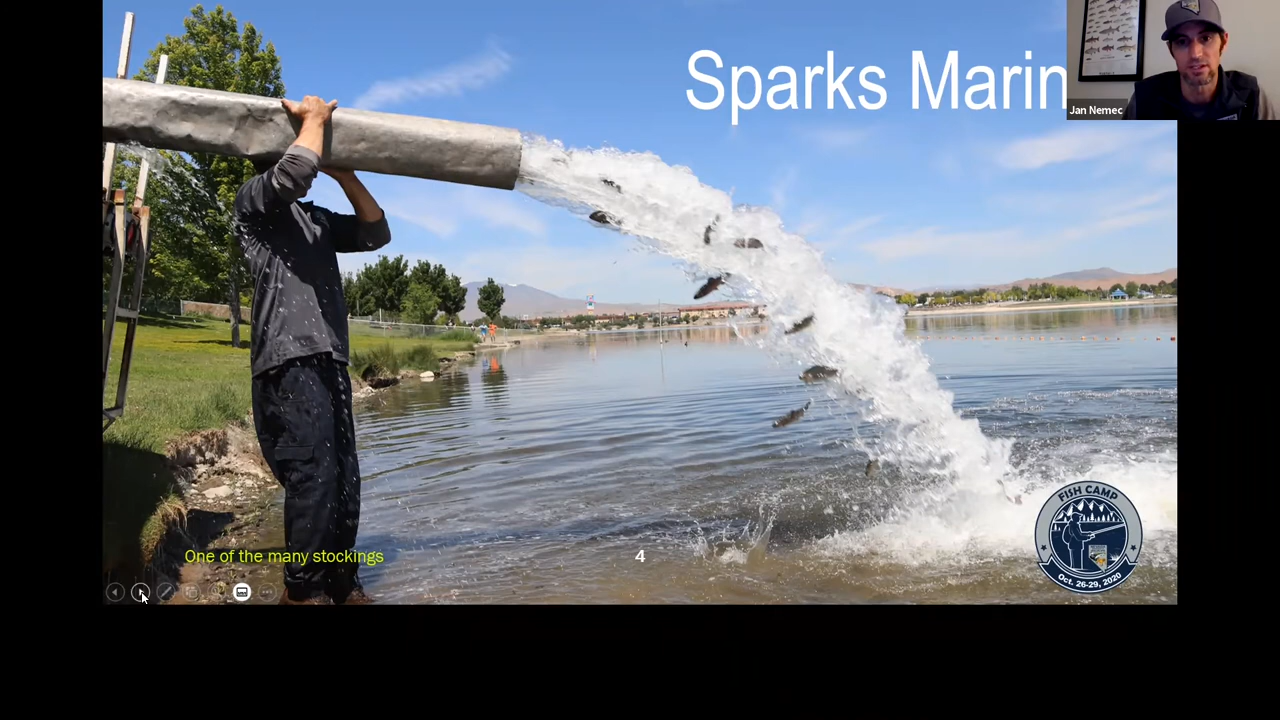 Sparks Marin
Jan Nemec
One of the many stockings
4
FISH CAMP
Oct. 26-29, 2020